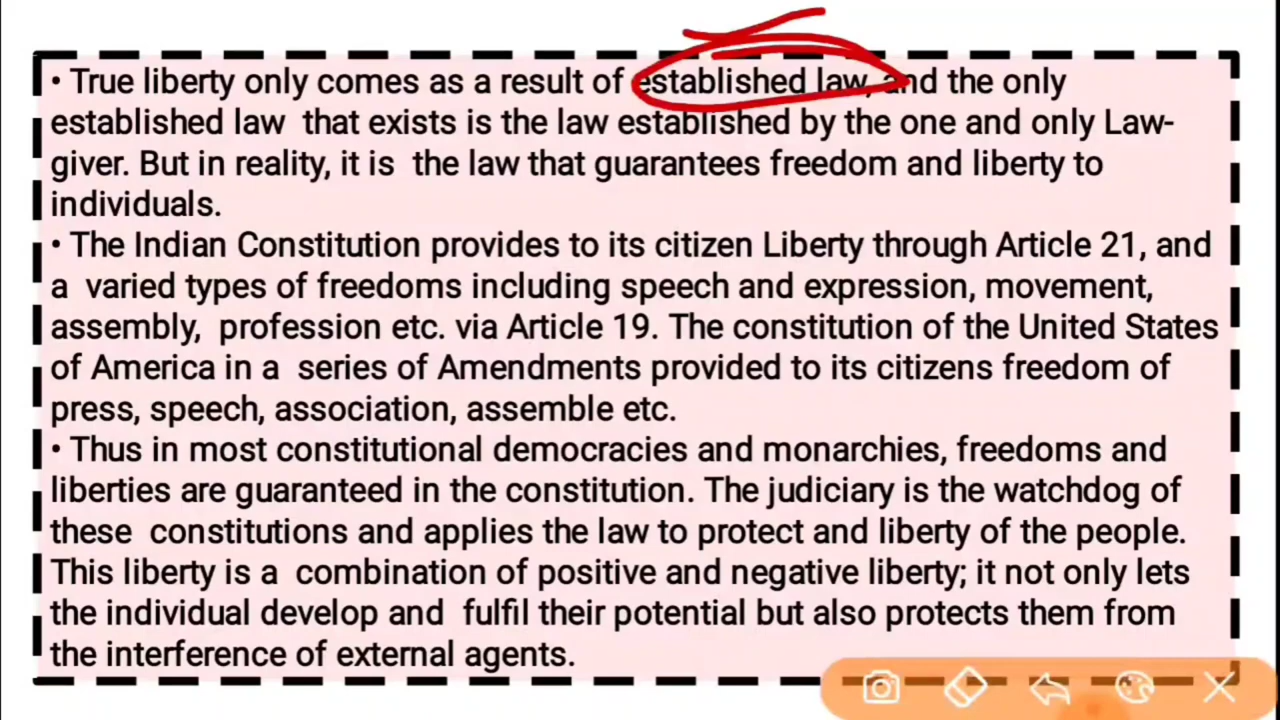 • True liberty only comes as a result of established law, and the only
established law that exists is the law established by the one and only Law-
giver. But in reality, it is the law that guarantees freedom and liberty to
individuals.
• The Indian Constitution provides to its citizen Liberty through Article 21, and
a varied types of freedoms including speech and expression, movement,
assembly, profession etc. via Article 19. The constitution of the United States
of America in a series of Amendments provided to its citizens freedom of
press, speech, association, assemble etc.
• Thus in most constitutional democracies and monarchies, freedoms and
liberties are guaranteed in the constitution. The judiciary is the watchdog of
these constitutions and applies the law to protect and liberty of the people.
This liberty is a combination of positive and negative liberty; it not only lets
the individual develop and fulfil their potential but also protects them from
the interference of external agents.